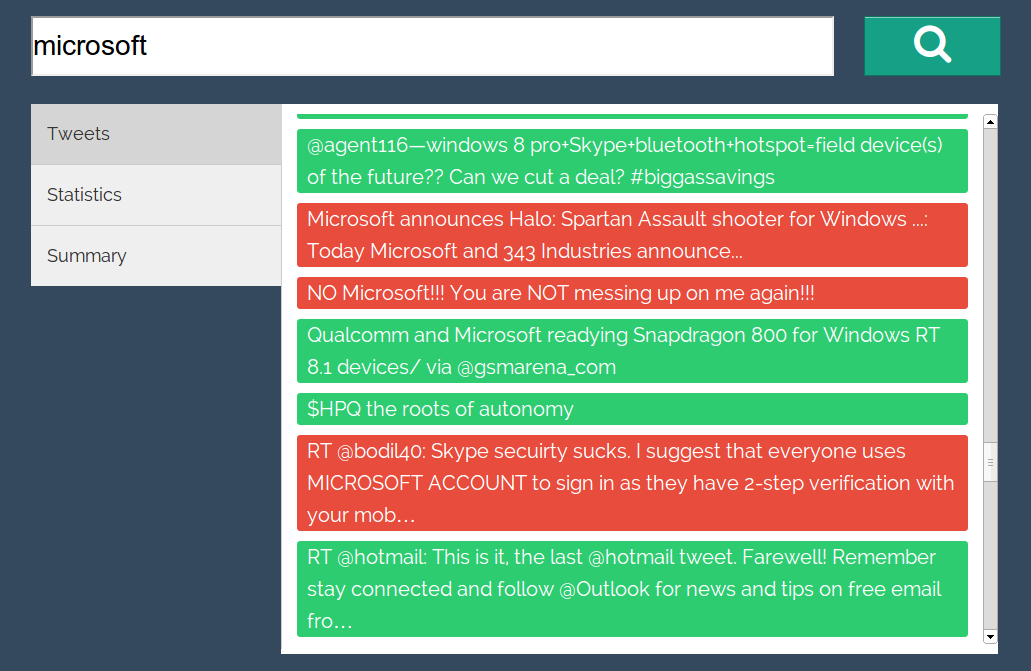 microsoft
Tweets
Statistics
Summary
@agent116—windows 8 pro+Skype+bluetooth+hotspot=field device(s)
of the future?? Can we cut a deal? #biggassavings
Microsoft announces Halo: Spartan Assault shooter for Windows ...:
Today Microsoft and 343 Industries announce...
NO Microsoft!!! You are NOT messing up on me again!!!
Qualcomm and Microsoft readying Snapdragon 800 for Windows RT
8.1 devices/ via @gsmarena_com
$HPQ the roots of autonomy
RT @bodil40: Skype secuirty sucks. I suggest that everyone uses
MICROSOFT ACCOUNT to sign in as they have 2-step verification with
your mob…
RT @hotmail: This is it, the last @hotmail tweet. Farewell! Remember
stay connected and follow @Outlook for news and tips on free email
fro…